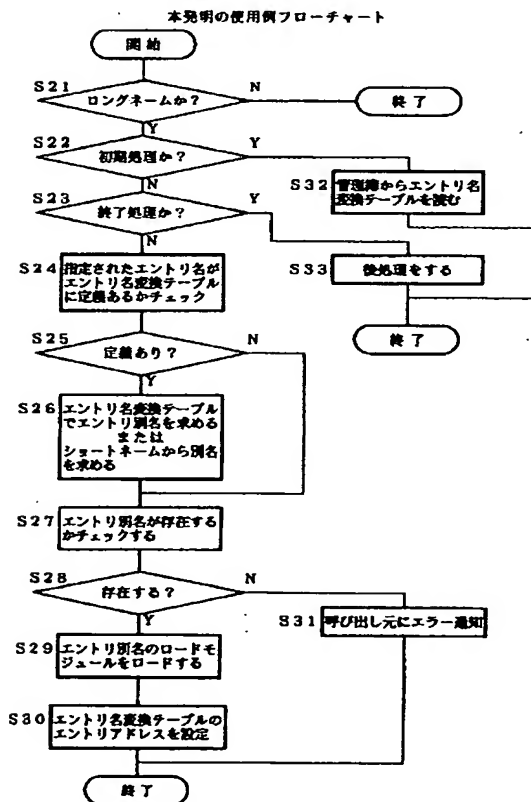 本発明の使用例フローチャート
開始
S21
ロングネームか?
N
終了
Y
S22
初期処理か?
Y
N
S32
管理簿からエントリ名
変換テーブルを読む
S23
終了処理か?
Y
N
S33
後処理をする
終了
S24
指定されたエントリ名が
エントリ名変換テーブル
に定義あるかチェック
S25
定義あり?
N
Y
S26
エントリ名変換テーブル
でエントリ別名を求める
または
ショートネームから別名
を求める
S27
エントリ別名が存在する
かチェックする
S28
存在する?
N
Y
S31
呼び出し元にエラー通知
S29
エントリ別名のロードモ
ジュールをロードする
S30
エントリ名変換テーブルの
エントリアドレスを設定
終了